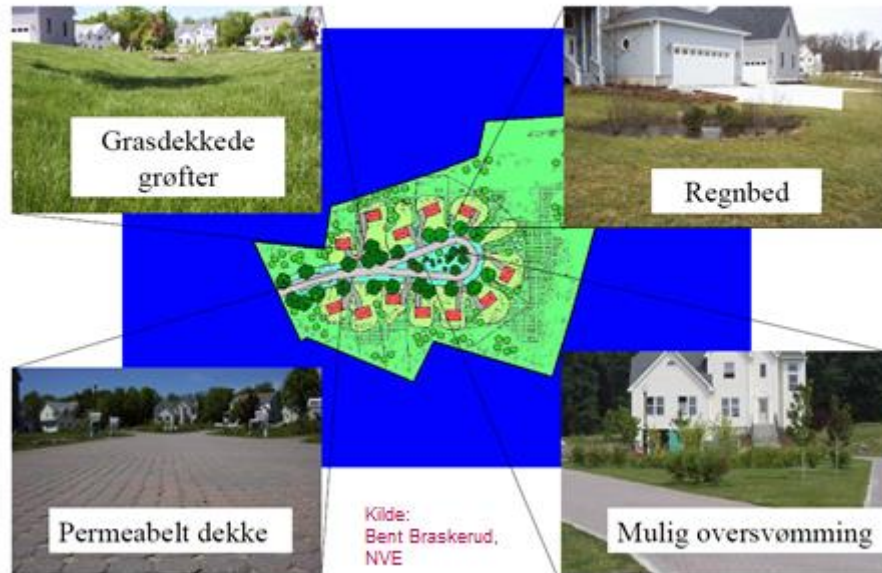 Grasdekkede
grøfter
Regnbed
Permeabelt dekke
Kilde:
Bent Braskerud,
NVE
Mulig oversvømming